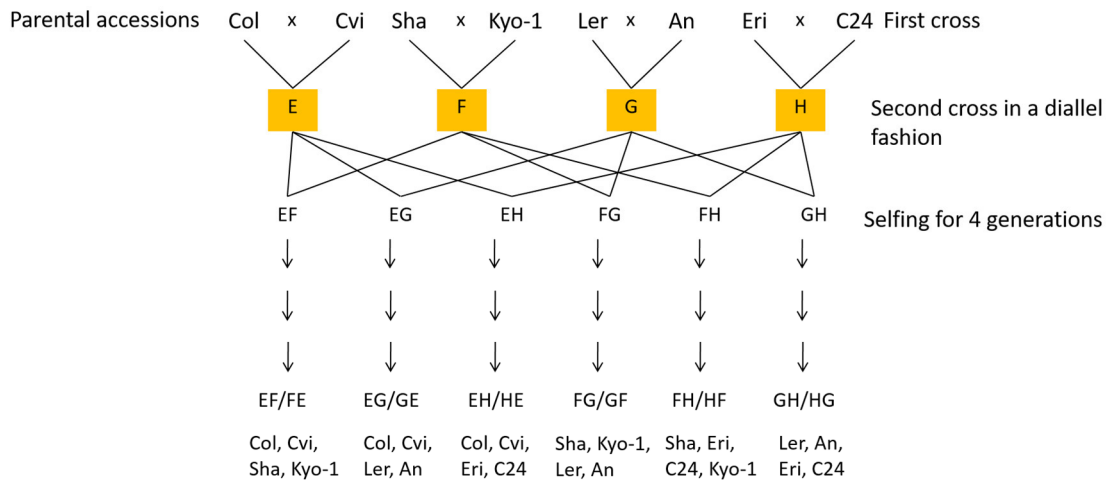 Parental accessions Col x Cvi Sha x Kyo-1 Ler x An Eri x C24 First cross
E F G H
Second cross in a diallel
fashion
EF EG EH FG FH GH
Selfing for 4 generations
EF/FE EG/GE EH/HE FG/GF FH/HF GH/HG
Col, Cvi, Col, Cvi, Col, Cvi, Sha, Kyo-1, Sha, Eri, Ler, An,
Sha, Kyo-1 Ler, An Eri, C24 Ler, An C24, Kyo-1 Eri, C24